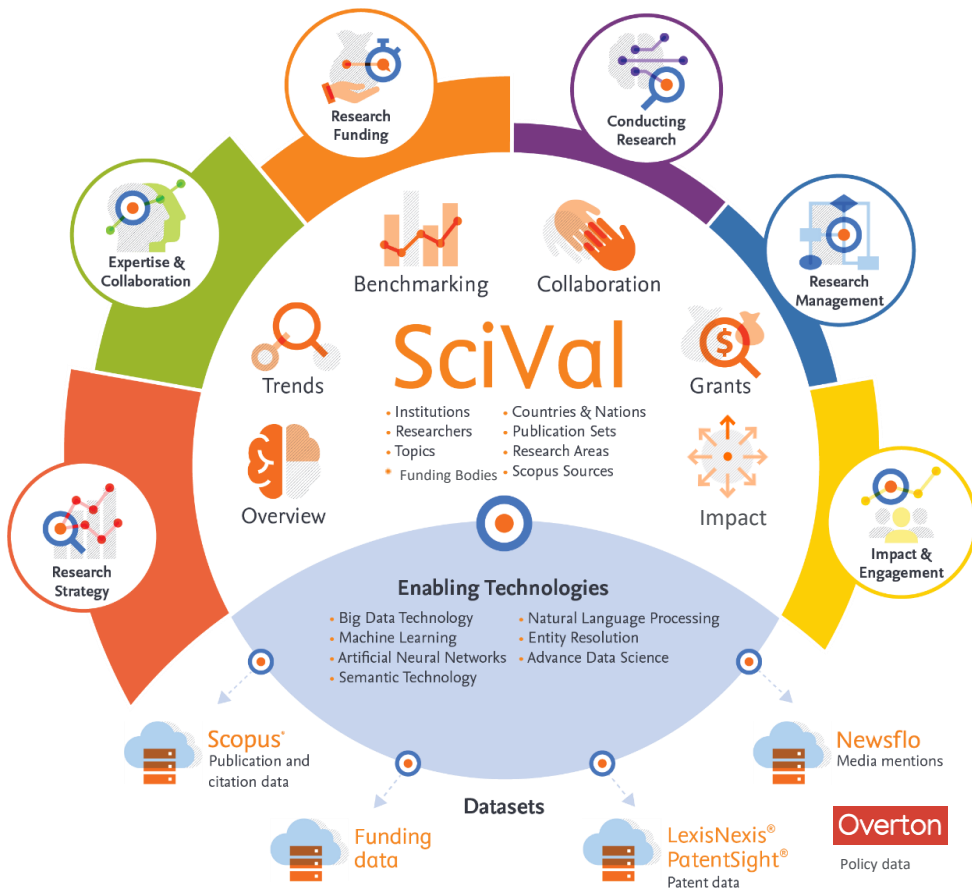 Research
Funding
Conducting
Research
Expertise &
Collaboration
Research
Management
Benchmarking
Collaboration
SciVal
Trends
Grants
• Institutions
• Researchers
• Topics
• Funding Bodies
• Countries & Nations
• Publication Sets
• Research Areas
• Scopus Sources
$
Overview
Impact
Research
Strategy
Impact &
Engagement
Enabling Technologies
• Big Data Technology
• Machine Learning
• Artificial Neural Networks
• Semantic Technology
• Natural Language Processing
• Entity Resolution
• Advance Data Science
Scopus®
Publication and
citation data
Newsflo
Media mentions
Datasets
Funding
data
LexisNexis®
PatentSight®
Patent data
Overton
Policy data